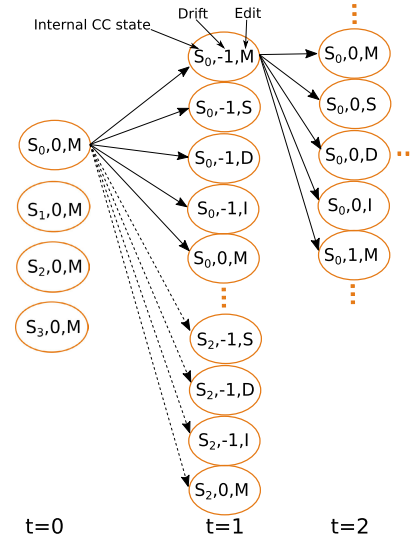 Internal CC state
Drift
Edit
S0,0,M
S1,0,M
S2,0,M
S3,0,M
S0,-1,M
S0,-1,S
S0,-1,D
S0,-1,I
S0,0,M
S2,-1,S
S2,-1,D
S2,-1,I
S2,0,M
S0,0,M
S0,0,S
S0,0,D
S0,0,I
S0,1,M
t=0
t=1
t=2